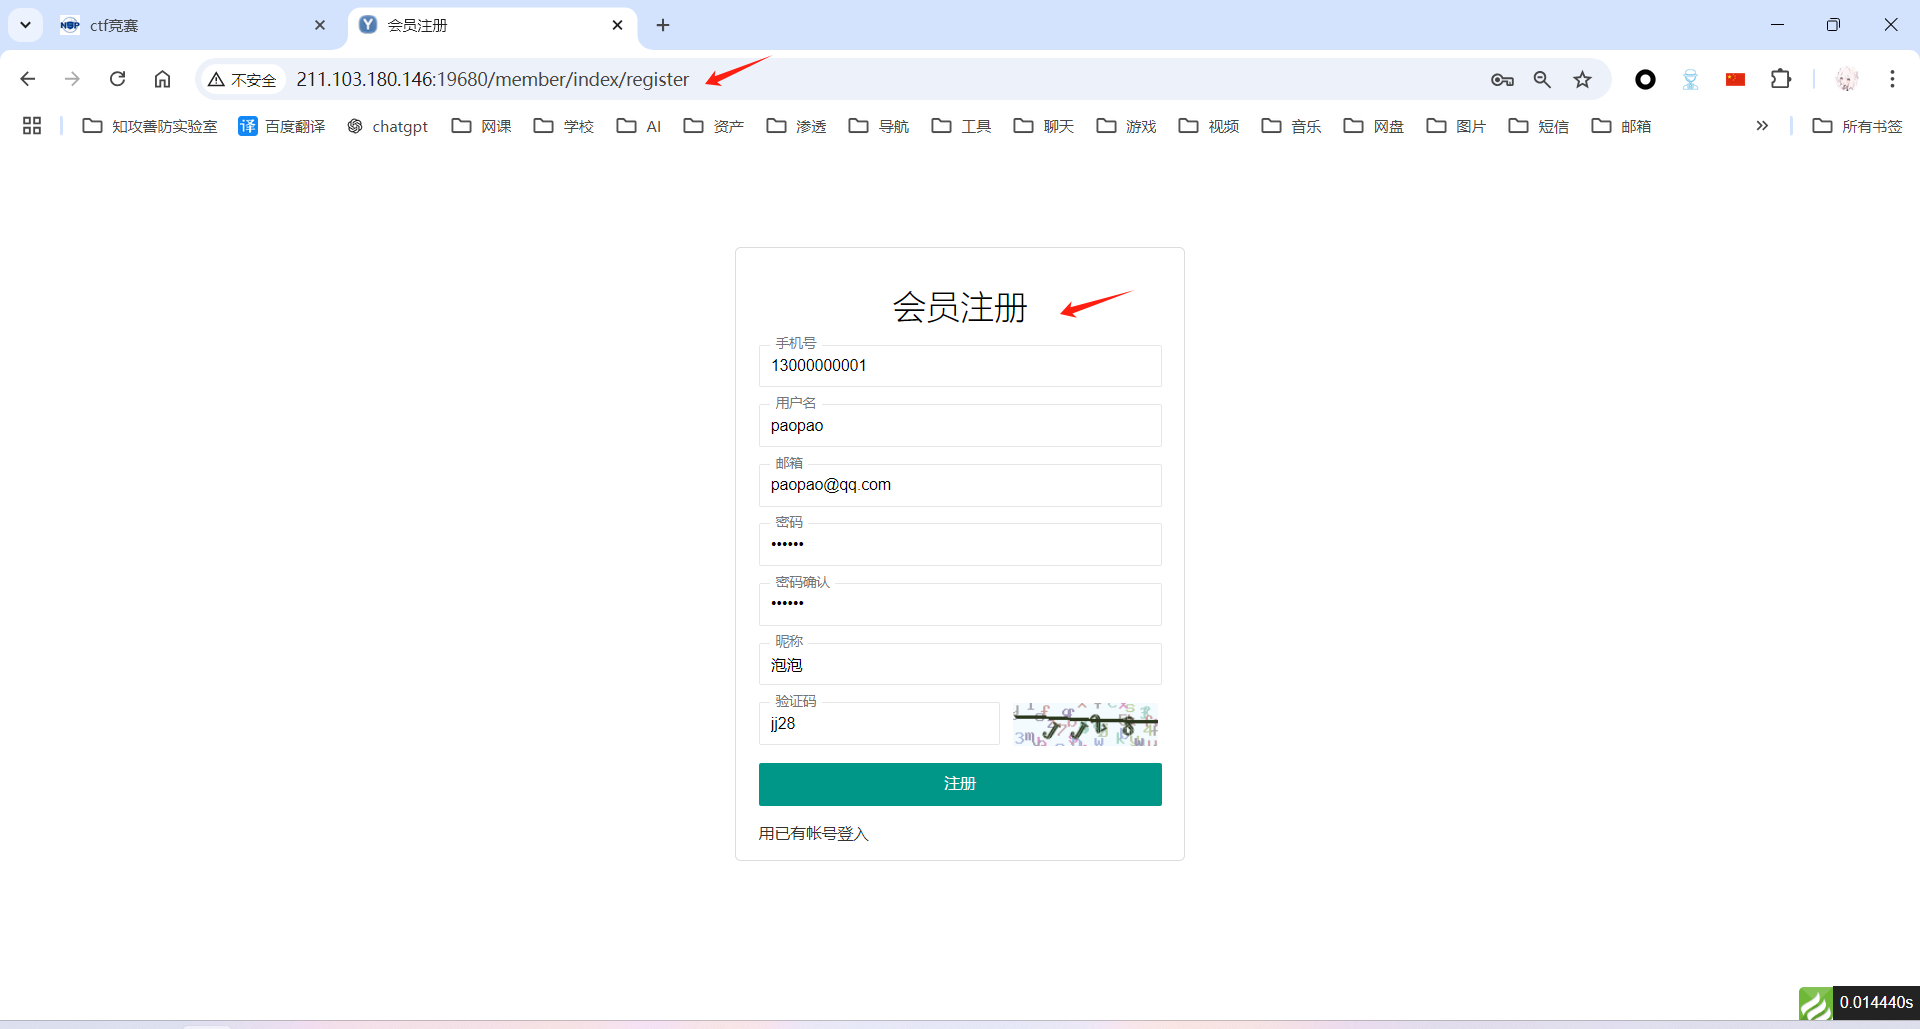 ctf竞赛
会员注册
不安全 211.103.180.146:19680/member/index/register
知攻善防实验室 译 百度翻译 chatgpt 网课 学校 AI 资产 渗透 导航 工具 聊天 游戏 视频 音乐 网盘 图片 短信 邮箱 » 所有书签
会员注册
手机号
13000000001
用户名
paopao
邮箱
paopao@qq.com
密码
••••••
密码确认
••••••
昵称
泡泡
验证码
jj28
注册
用已有帐号登入
0.014440s